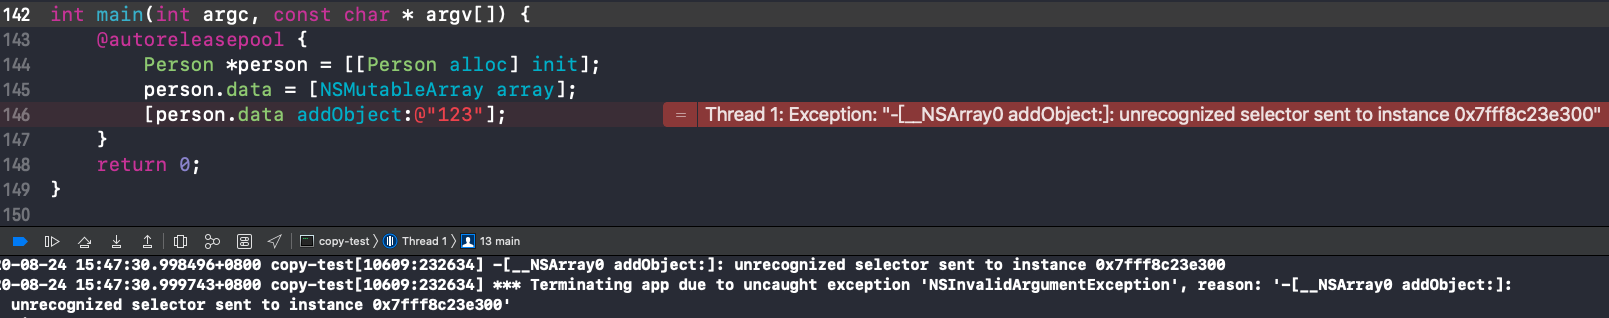 142 int main(int argc, const char * argv[]) {
143 @autoreleasepool {
144 Person *person = [[Person alloc] init];
145 person.data = [NSMutableArray array];
146 [person.data addObject:@"123"]; = Thread 1: Exception: "-[__NSArray0 addObject:]: unrecognized selector sent to instance 0x7fff8c23e300"
147 }
148 return 0;
149 }
150
copy-test 〉 Thread 1 〉 13 main
20-08-24 15:47:30.998496+0800 copy-test[10609:232634] -[__NSArray0 addObject:]: unrecognized selector sent to instance 0x7fff8c23e300
20-08-24 15:47:30.999743+0800 copy-test[10609:232634] *** Terminating app due to uncaught exception 'NSInvalidArgumentException', reason: '-[__NSArray0 addObject:]:
unrecognized selector sent to instance 0x7fff8c23e300'